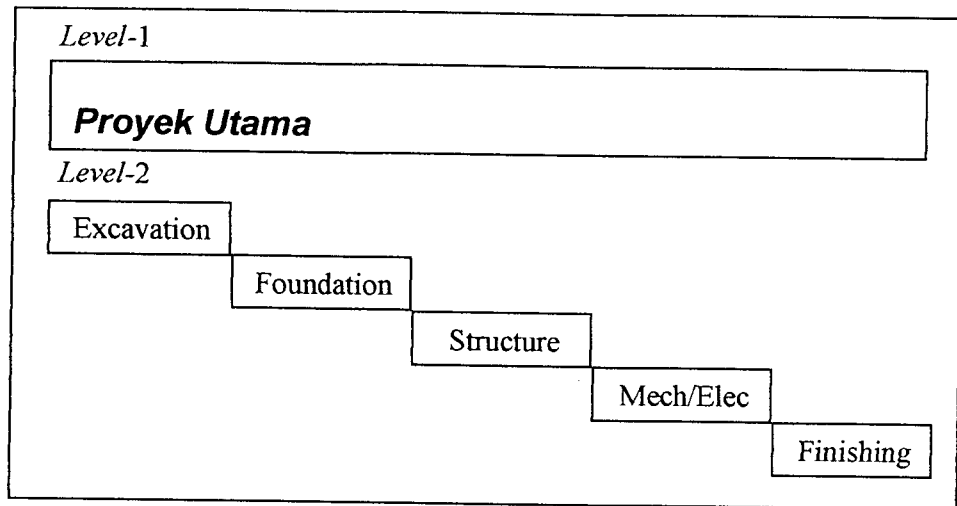 Level-1
Proyek Utama
Level-2
Excavation
Foundation
Structure
Mech/Elec
Finishing